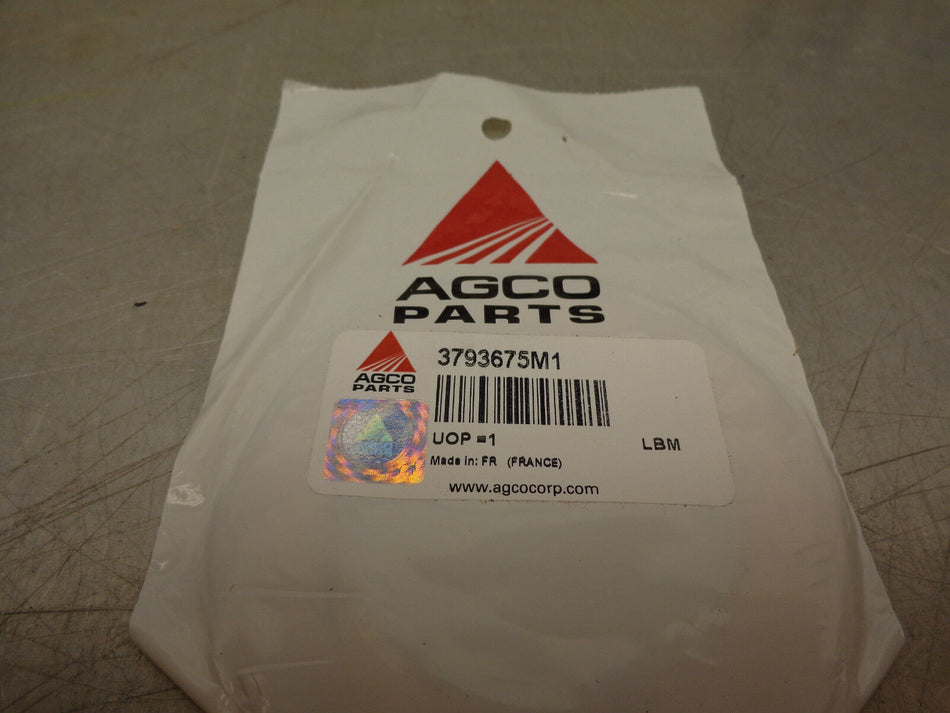 AGCO
PARTS
3793675M1
AGCO
PARTS
UOP =1
LBM
Made in: FR (FRANCE)
www.agcocorp.com